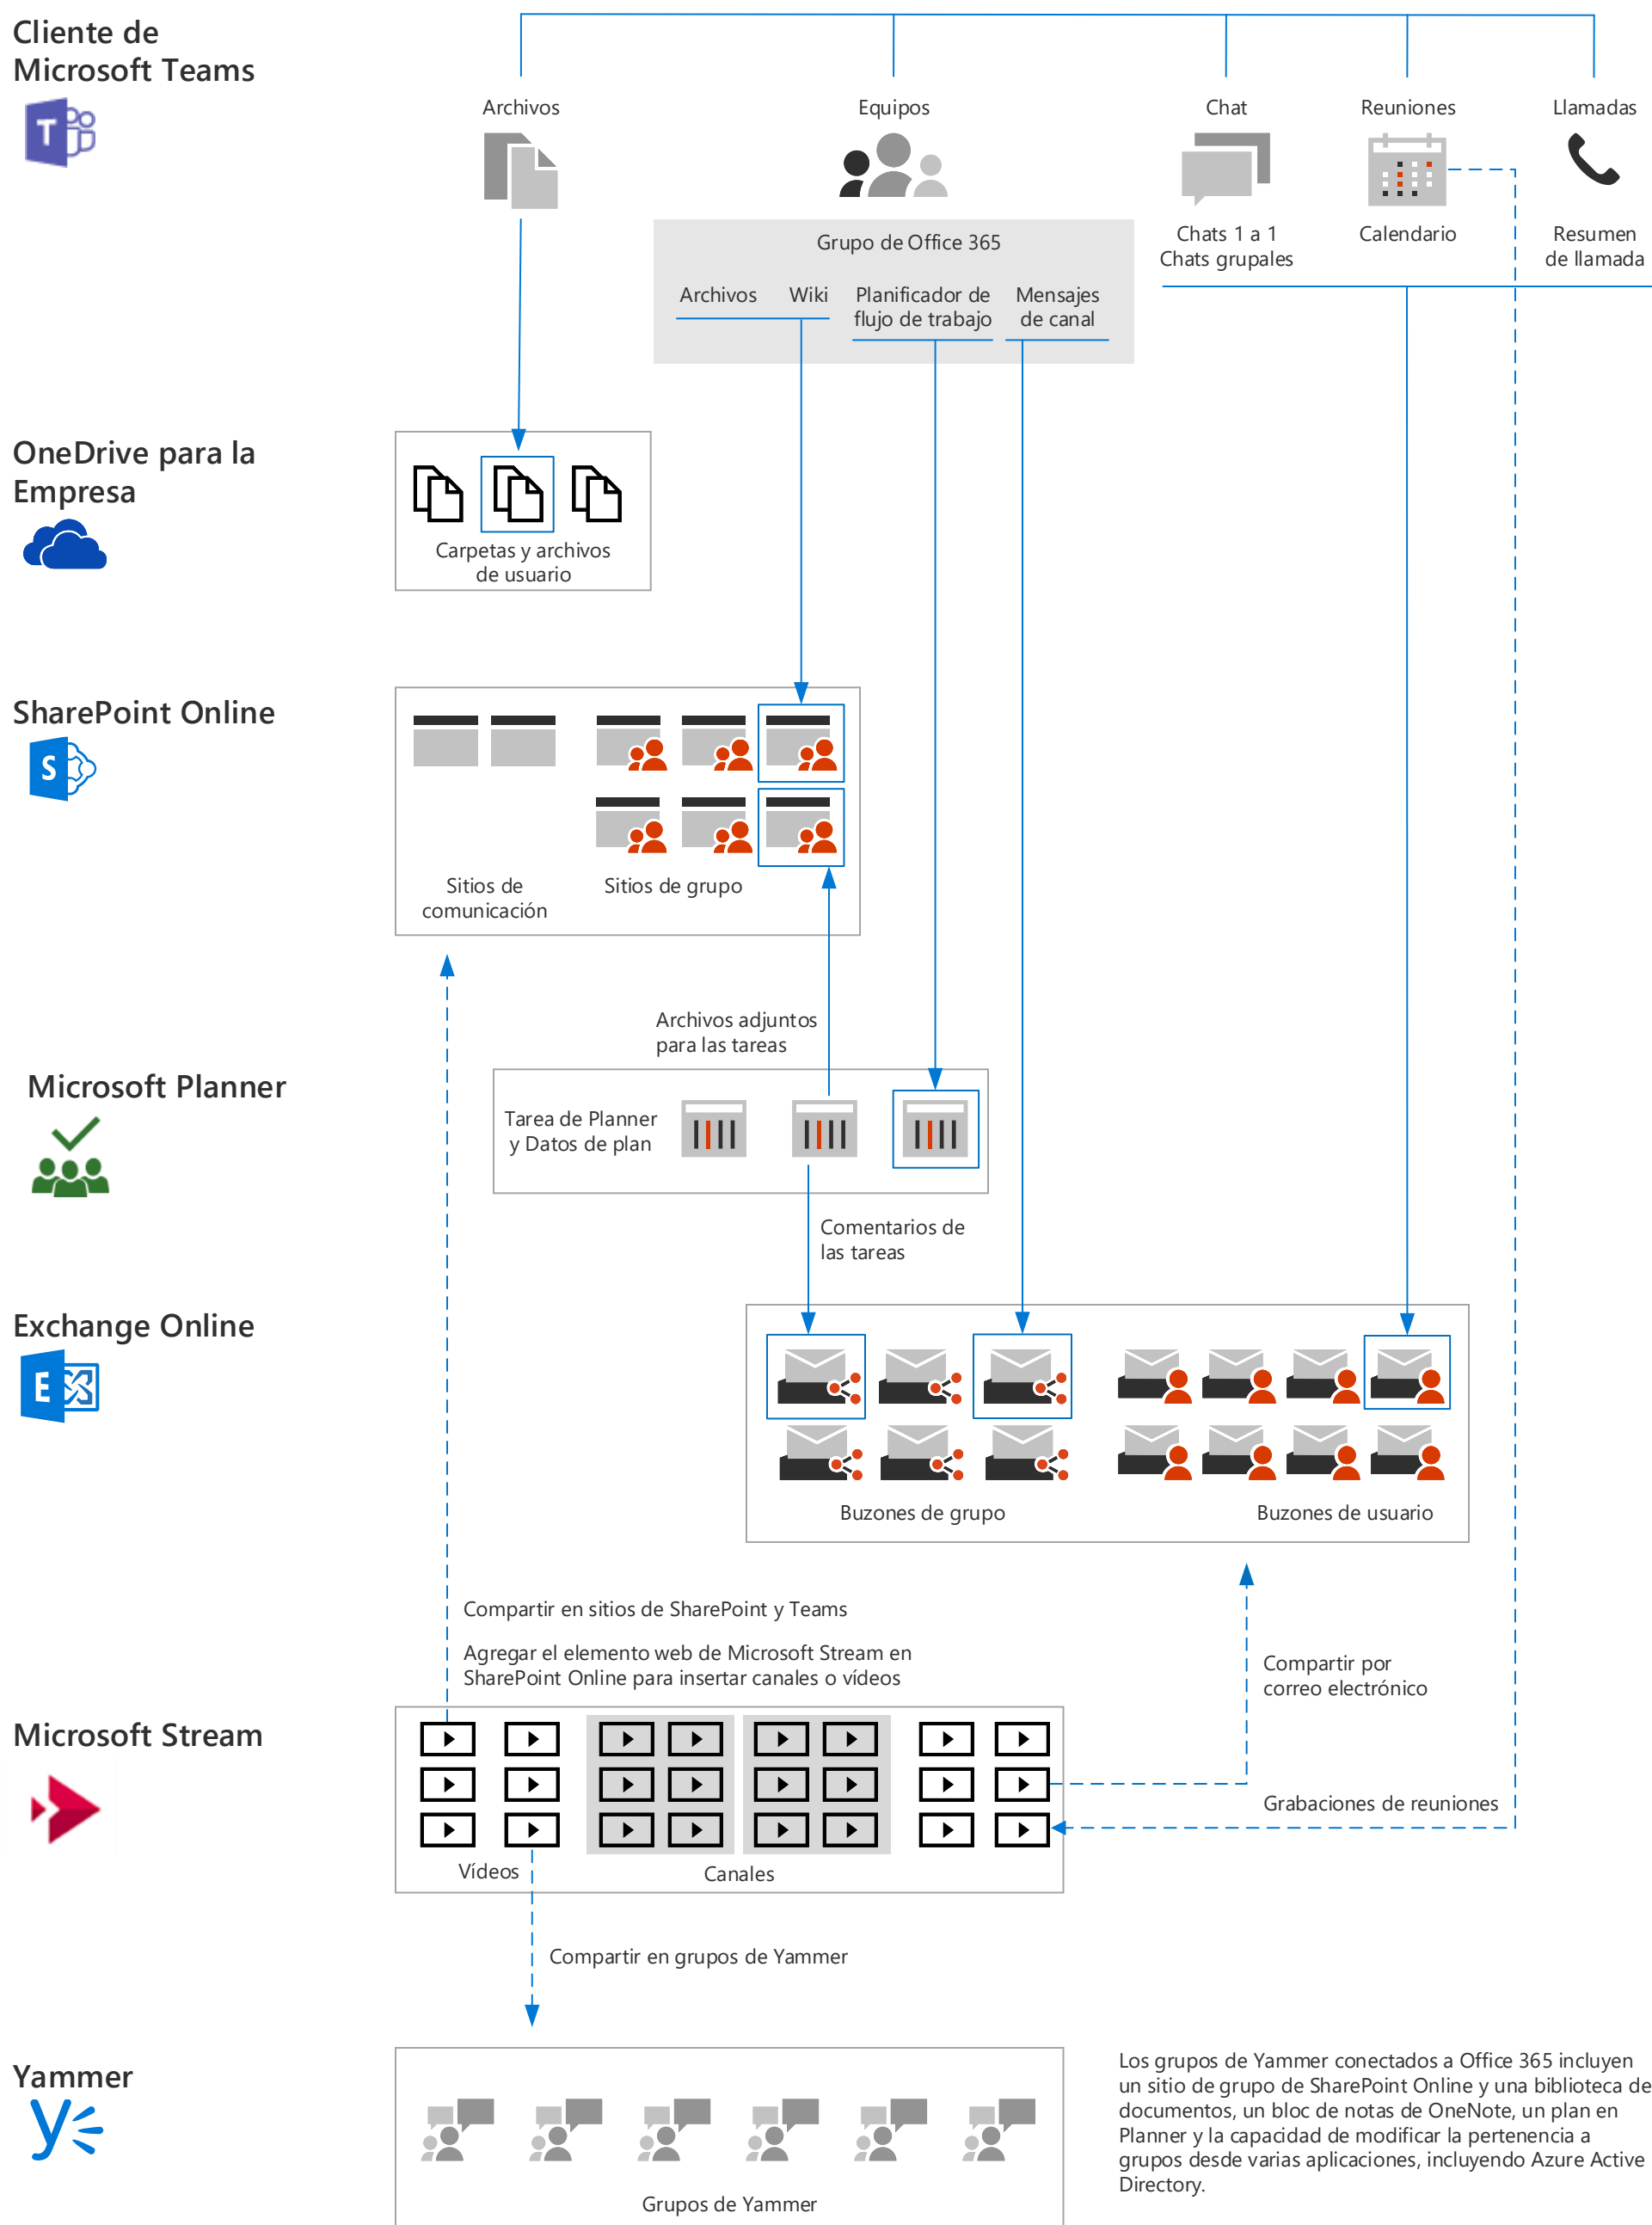 Cliente de
Microsoft Teams
T
Archivos
Equipos
Chat
Reuniones
Llamadas
Grupo de Office 365
Archivos
Wiki
Planificador de
flujo de trabajo
Mensajes
de canal
Chats 1 a 1
Chats grupales
Calendario
Resumen
de llamada
OneDrive para la
Empresa
Carpetas y archivos
de usuario
SharePoint Online
S
Sitios de
comunicación
Sitios de grupo
Archivos adjuntos
para las tareas
Microsoft Planner
Tarea de Planner
y Datos de plan
Comentarios de
las tareas
Exchange Online
E
Buzones de grupo
Buzones de usuario
Compartir en sitios de SharePoint y Teams
Agregar el elemento web de Microsoft Stream en
SharePoint Online para insertar canales o vídeos
Compartir por
correo electrónico
Microsoft Stream
Grabaciones de reuniones
Vídeos
Canales
Compartir en grupos de Yammer
Yammer
y
Grupos de Yammer
Los grupos de Yammer conectados a Office 365 incluyen
un sitio de grupo de SharePoint Online y una biblioteca de
documentos, un bloc de notas de OneNote, un plan en
Planner y la capacidad de modificar la pertenencia a
grupos desde varias aplicaciones, incluyendo Azure Active
Directory.